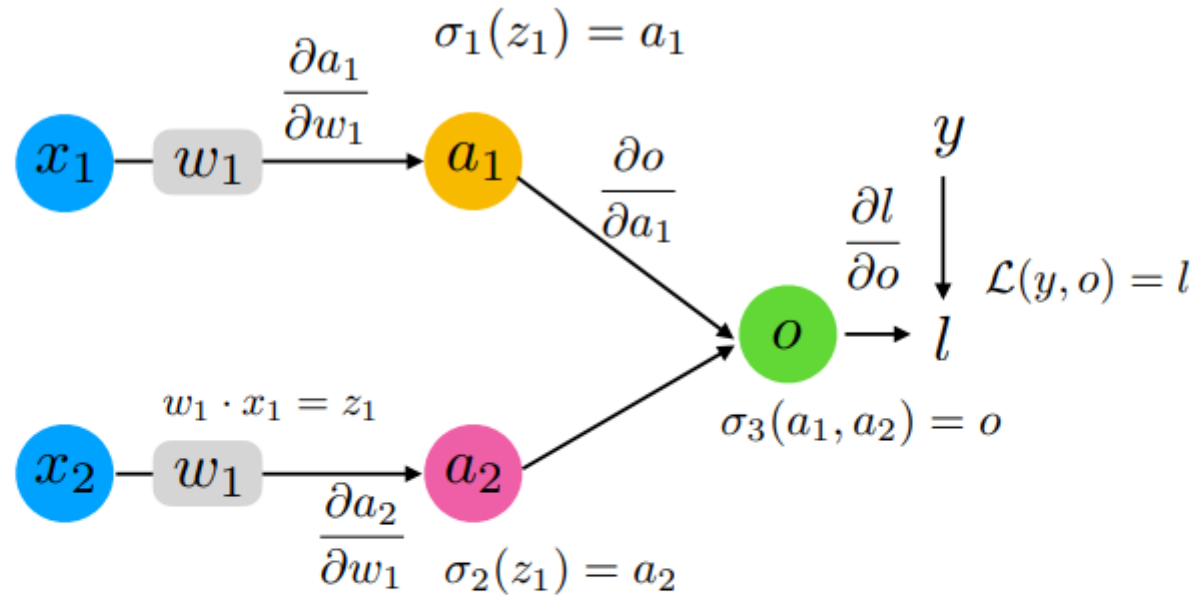 σ₁(z₁) = a₁
∂a₁/∂w₁
x₁ w₁ a₁
∂o/∂a₁
y
∂l/∂o
ℒ(y, o) = l
o l
w₁ · x₁ = z₁
σ₃(a₁, a₂) = o
x₂ w₁ a₂
∂a₂/∂w₁
σ₂(z₁) = a₂